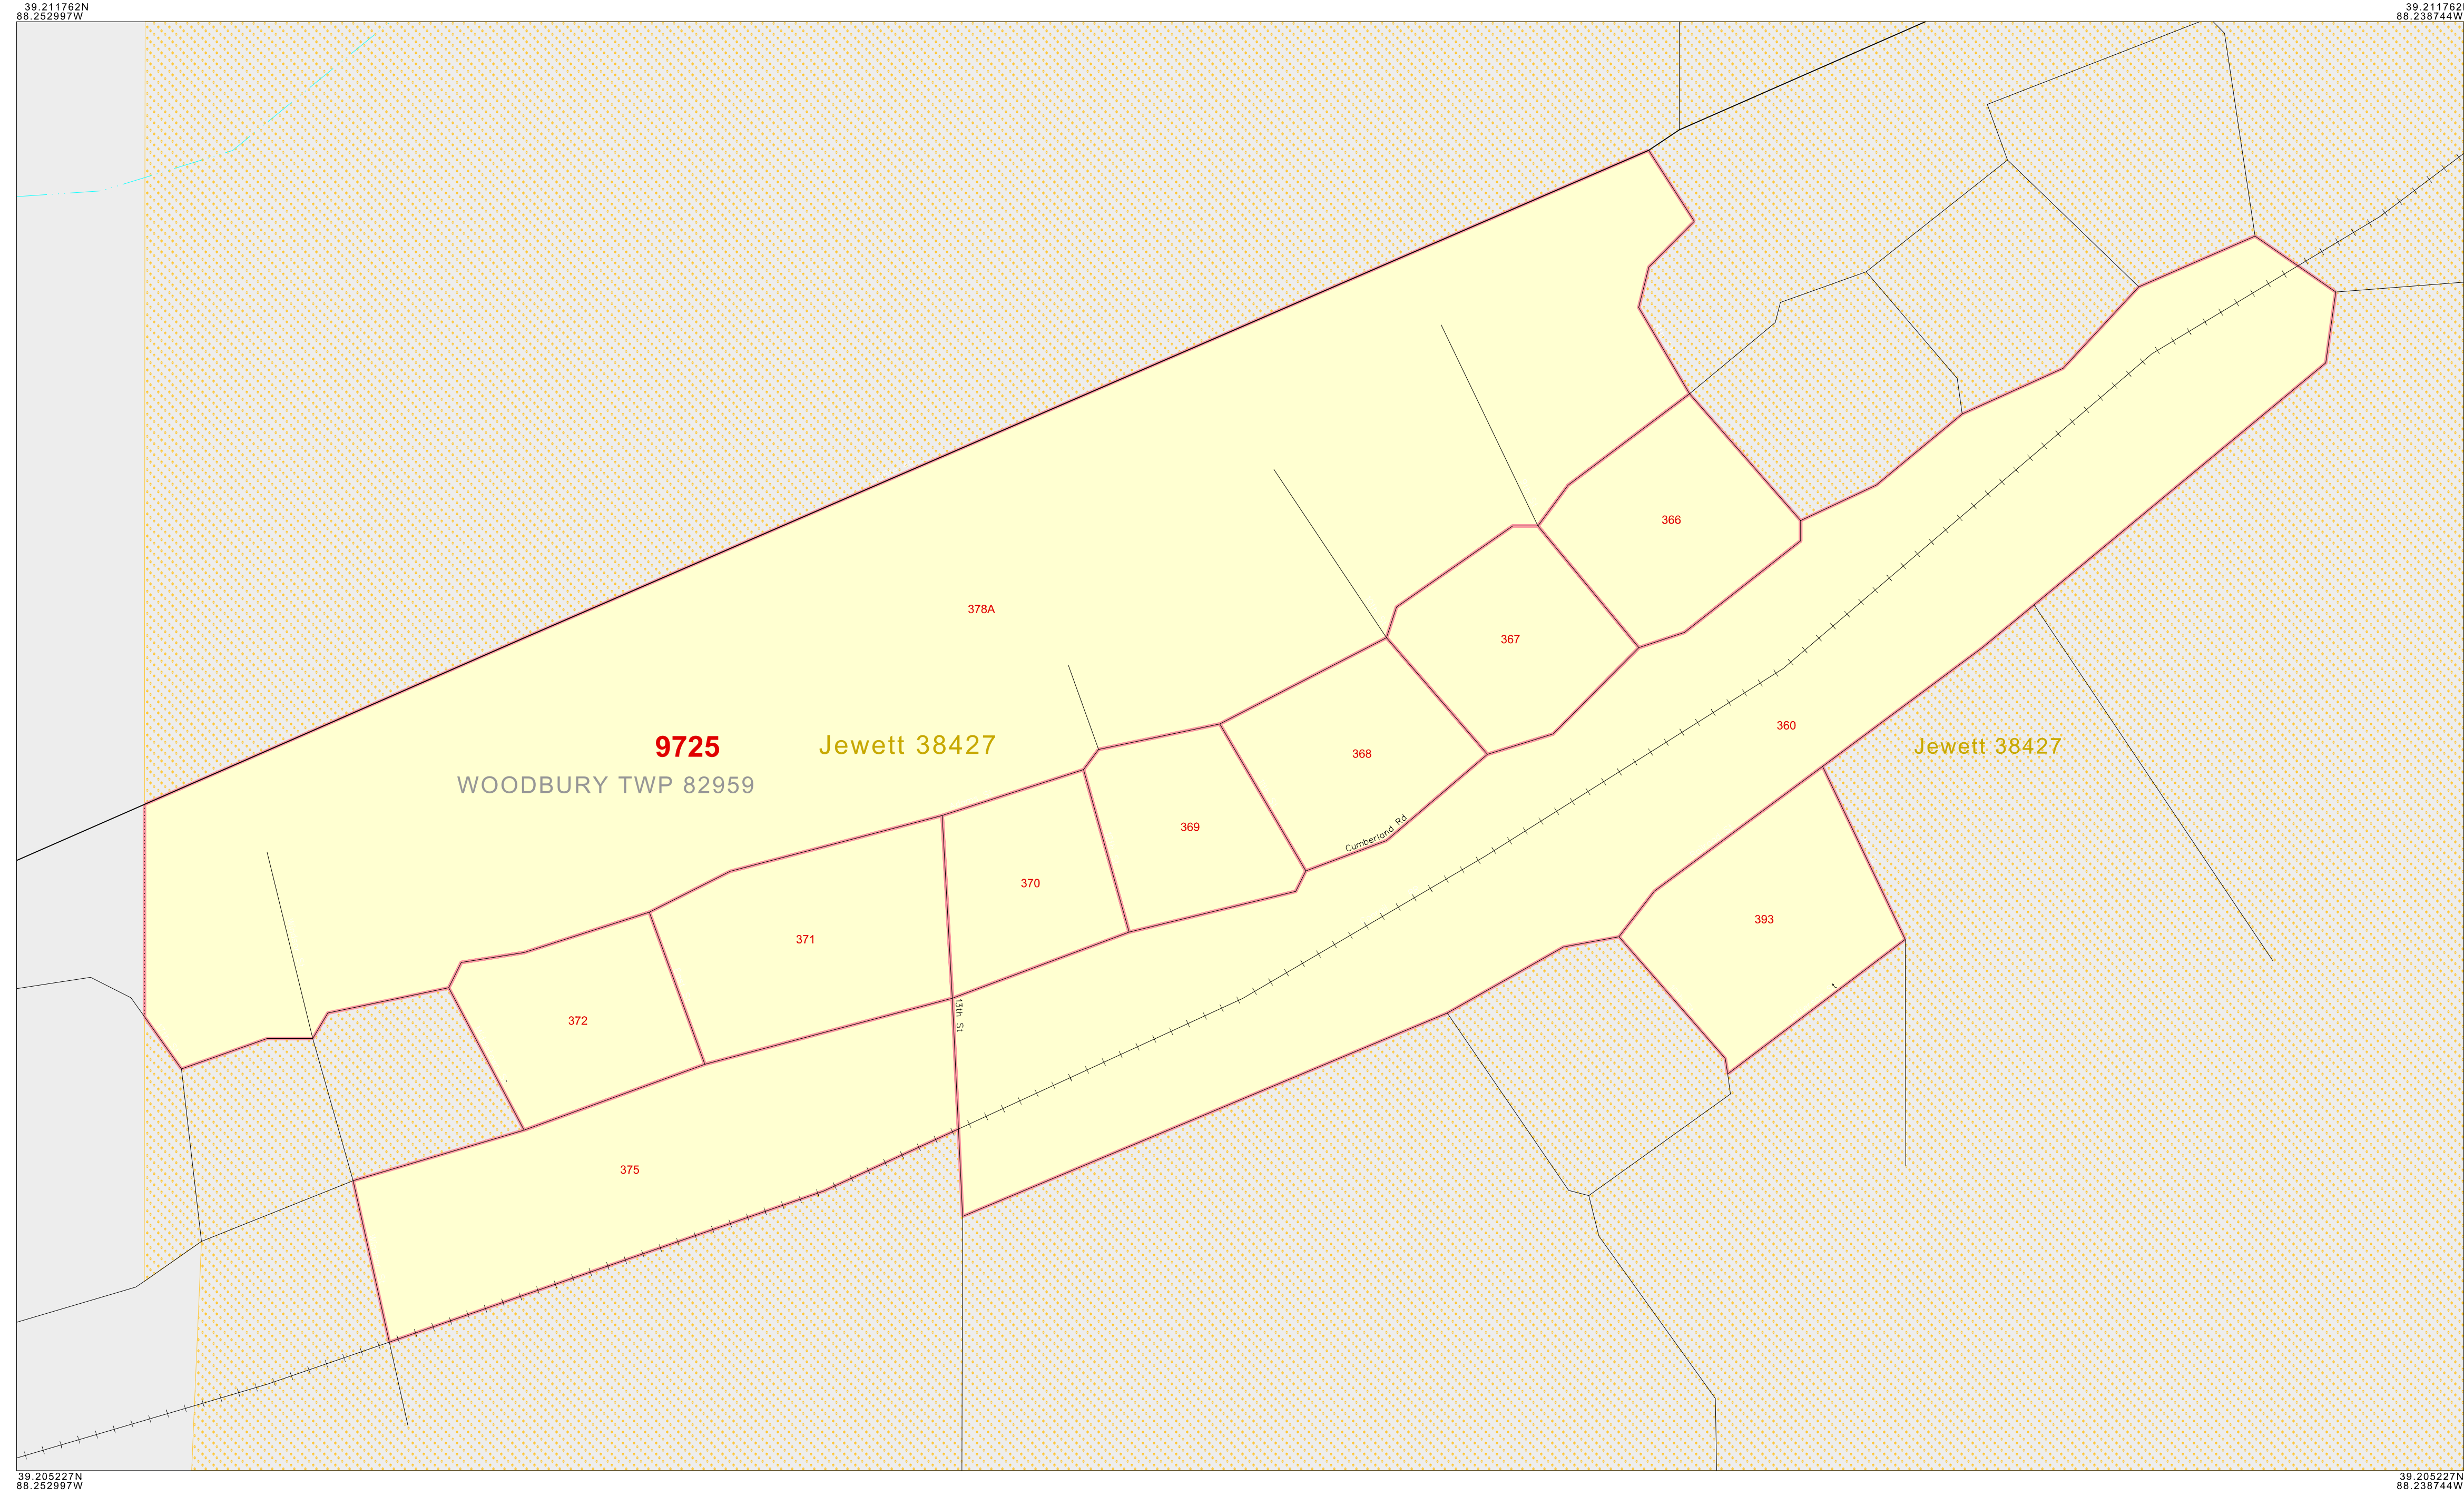 39.211762N
88.252997W
39.211762
88.238744W
366
378A
367
360
9725
Jewett 38427
Jewett 38427
368
WOODBURY TWP 82959
369
Cumberland Rd
370
393
371
13th St
372
375
39.205227N
88.252997W
39.205227N
88.238744W